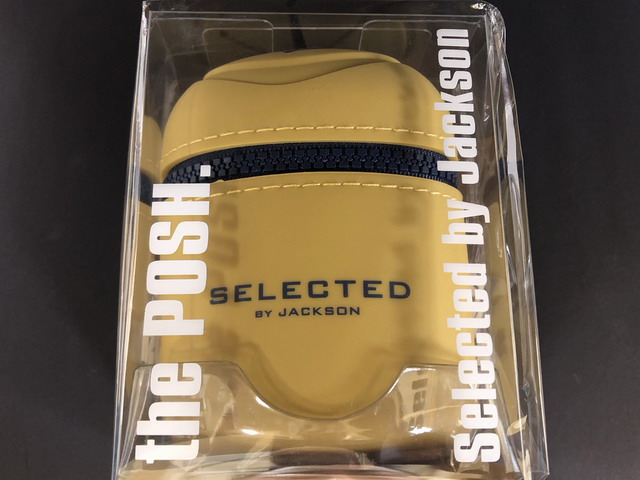 the POSH.
SELECTED
BY JACKSON
Selected by Jackson